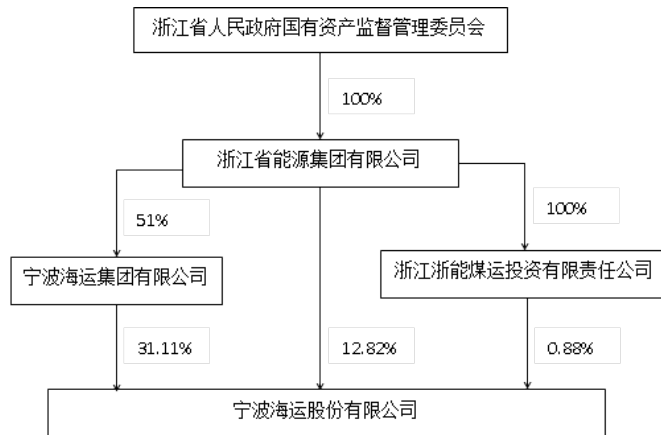 浙江省人民政府国有资产监督管理委员会
100%
浙江省能源集团有限公司
51%
100%
宁波海运集团有限公司
浙江浙能煤运投资有限责任公司
31.11%
12.82%
0.88%
宁波海运股份有限公司